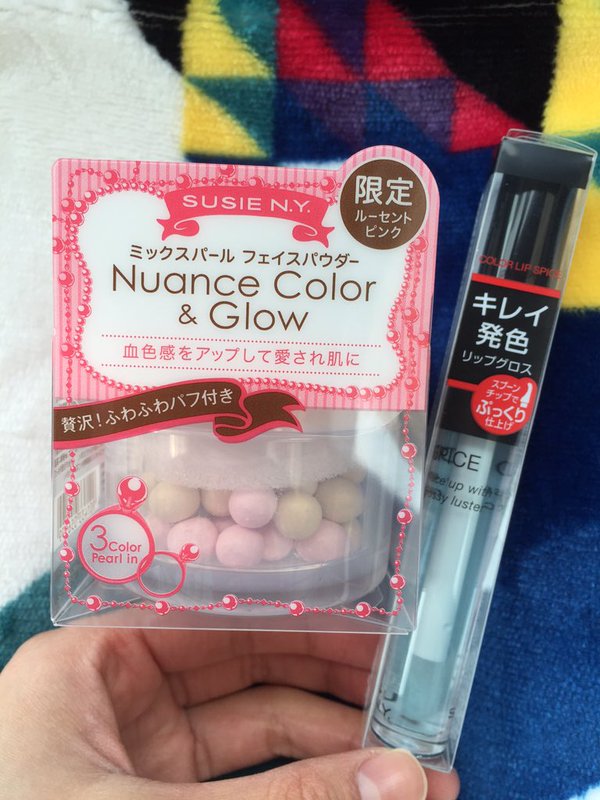 SUSIE N.Y.
限定
ルーセント
ピンク
ミックスパール フェイスパウダー
Nuance Color
& Glow
血色感をアップして愛され肌に
贅沢!ふわふわパフ付き
3 Color
Pearl in
COLOR LIP SPICE
キレイ
発色
リップグロス
スプーン
チップで
ぷっくり
仕上げ
up with
luster